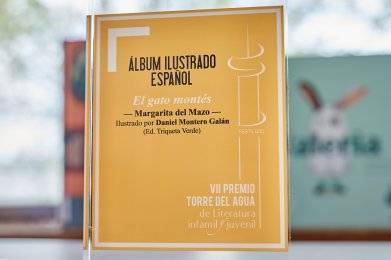 ÁLBUM ILUSTRADO
ESPAÑOL
El gato montés
— Margarita del Mazo —
Ilustrado por Daniel Montero Galán
(Ed. Triqueta Verde)
VII PREMIO
TORRE DEL AGUA
de Literatura
infantil y juvenil